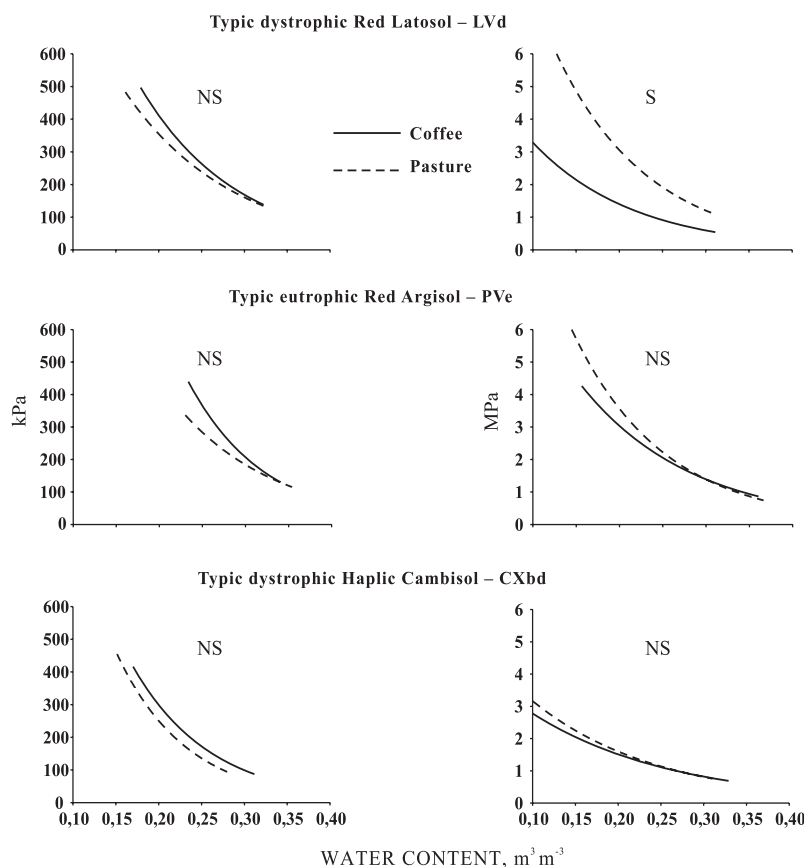 Typic dystrophic Red Latosol – LVd
600
500
400
300
200
100
0
NS
Coffee
Pasture
6
5
4
3
2
1
0
S
Typic eutrophic Red Argisol – PVe
kPa
600
500
400
300
200
100
0
NS
MPa
6
5
4
3
2
1
0
NS
Typic dystrophic Haplic Cambisol – CXbd
600
500
400
300
200
100
000
NS
0,10 0,15 0,20 0,25 0,30 0,35 0,40
6
5
4
3
2
1
0
NS
0,10 0,15 0,20 0,25 0,30 0,35 0,40
WATER CONTENT, m³ m⁻³